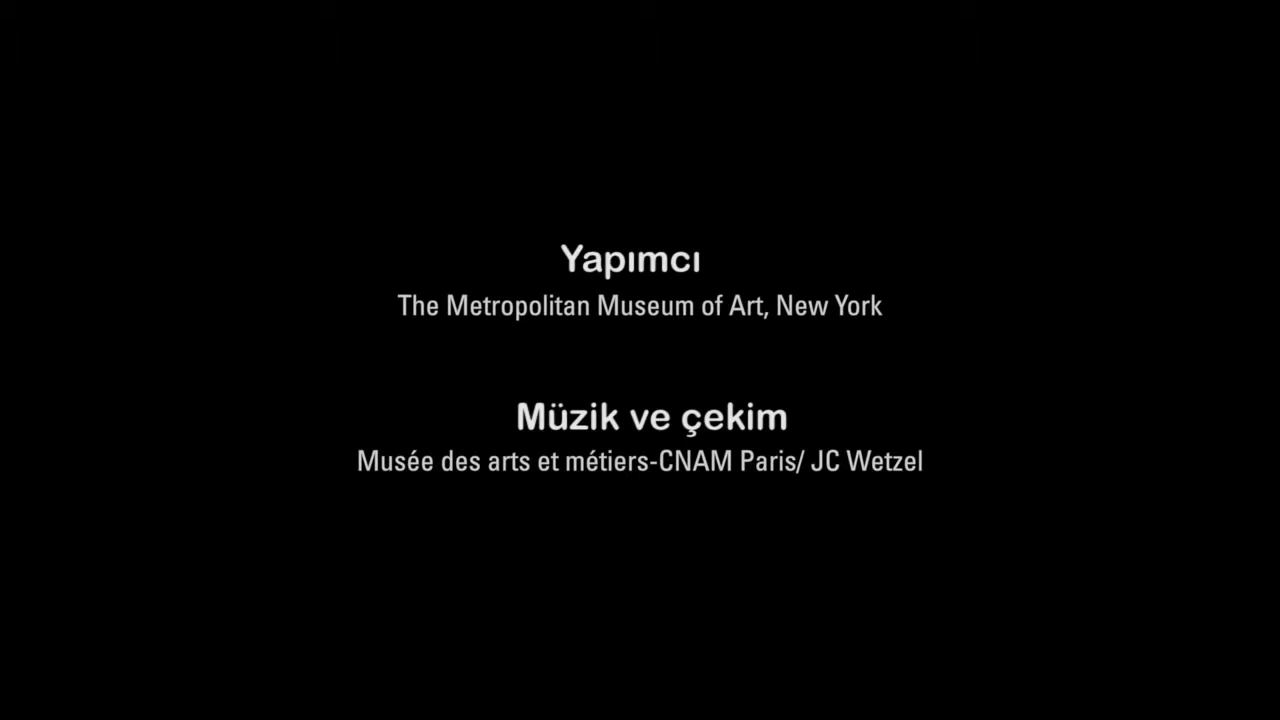 Yapımcı
The Metropolitan Museum of Art, New York
Müzik ve çekim
Musée des arts et métiers-CNAM Paris/ JC Wetzel